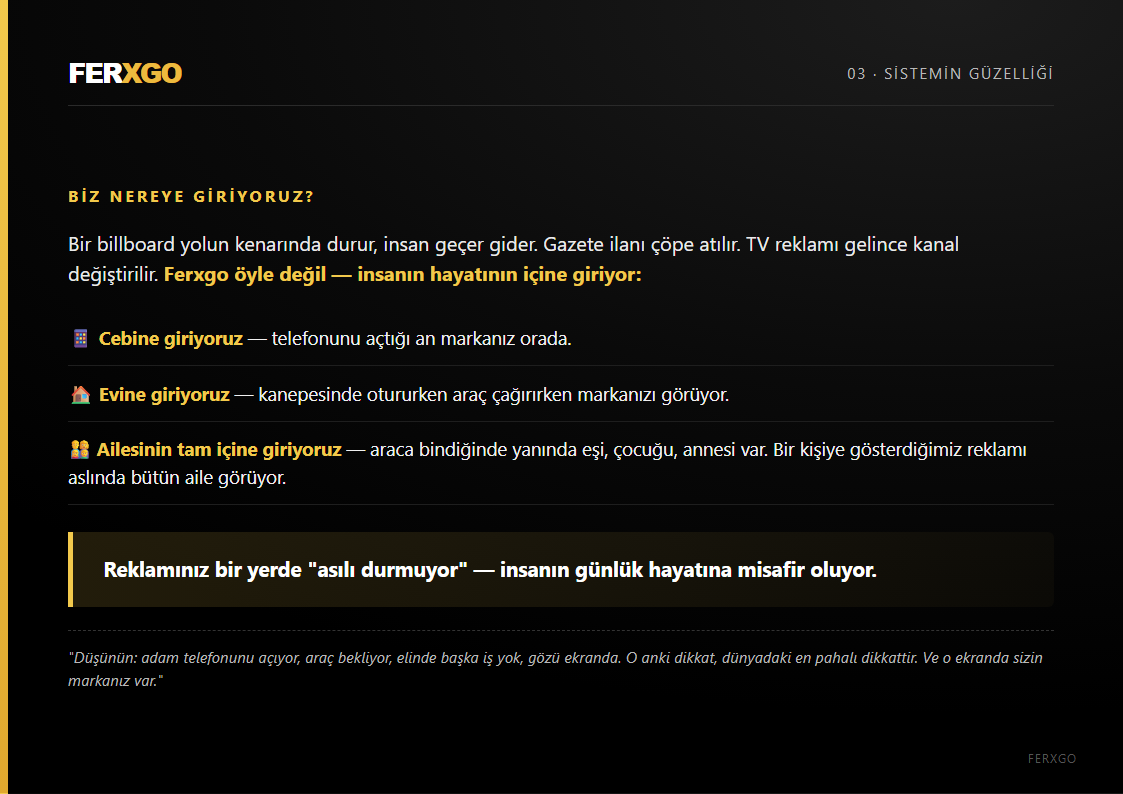 FERXGO
03 · SİSTEMİN GÜZELLİĞİ
BİZ NEREYE GİRİYORUZ?
Bir billboard yolun kenarında durur, insan geçer gider. Gazete ilanı çöpe atılır. TV reklamı gelince kanal
değiştirilir. Ferxgo öyle değil — insanın hayatının içine giriyor:
Cebine giriyoruz — telefonunu açtığı an markanız orada.
Evine giriyoruz — kanepesinde otururken araç çağırırken markanızı görüyor.
Ailesinin tam içine giriyoruz — araca bindiğinde yanında eşi, çocuğu, annesi var. Bir kişiye gösterdiğimiz reklamı
aslında bütün aile görüyor.
Reklamınız bir yerde "asılı durmuyor" — insanın günlük hayatına misafir oluyor.
"Düşünün: adam telefonunu açıyor, araç bekliyor, elinde başka iş yok, gözü ekranda. O anki dikkat, dünyadaki en pahalı dikkattir. Ve o ekranda sizin
markanız var."
FERXGO